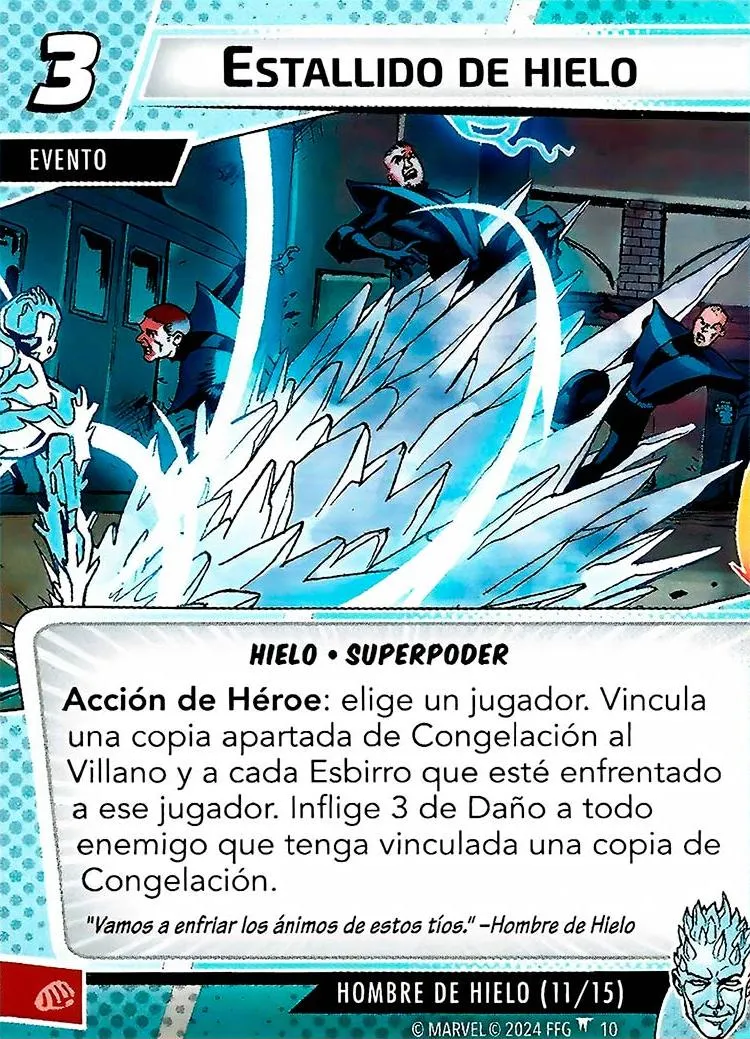 3
ESTALLIDO DE HIELO
EVENTO
HIELO • SUPERPODER
Acción de Héroe: elige un jugador. Vincula
una copia apartada de Congelación al
Villano y a cada Esbirro que esté enfrentado
a ese jugador. Inflige 3 de Daño a todo
enemigo que tenga vinculada una copia de
Congelación.
"Vamos a enfriar los ánimos de estos tíos." –Hombre de Hielo
HOMBRE DE HIELO (11/15)
© MARVEL © 2024 FFG 10